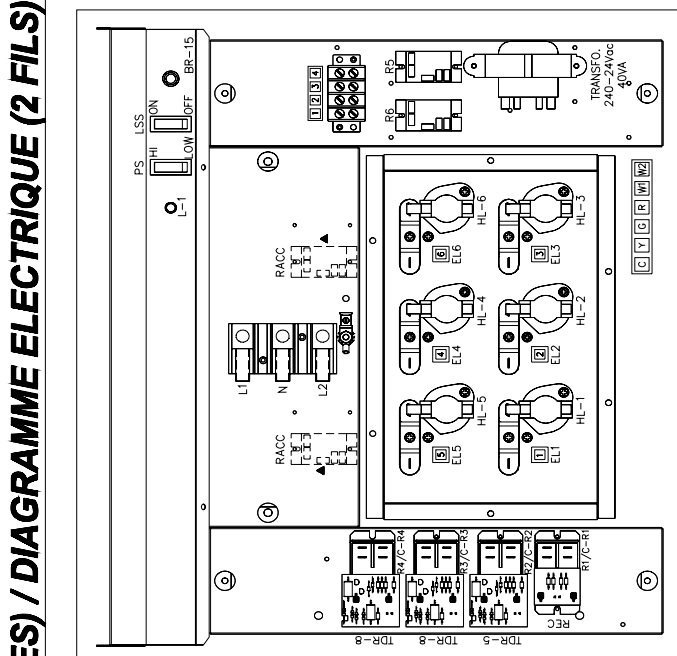 ES) / DIAGRAMME ELECTRIQUE (2 FILS)
BR-15
LSS
ON
OFF
PS
HI
LOW
L-1
1 2 3 4
R5
R6
TRANSFO.
240-24Vac
40VA
RACC
L1
N
L2
RACC
6
EL6
HL-6
3
EL3
HL-3
4
EL4
HL-4
2
EL2
HL-2
5
EL5
HL-5
1
EL1
HL-1
C Y G R W1 W2
R4/C-R4
R3/C-R3
R2/C-R2
R1/C-R1
TDR-8
TDR-8
TDR-5
REC